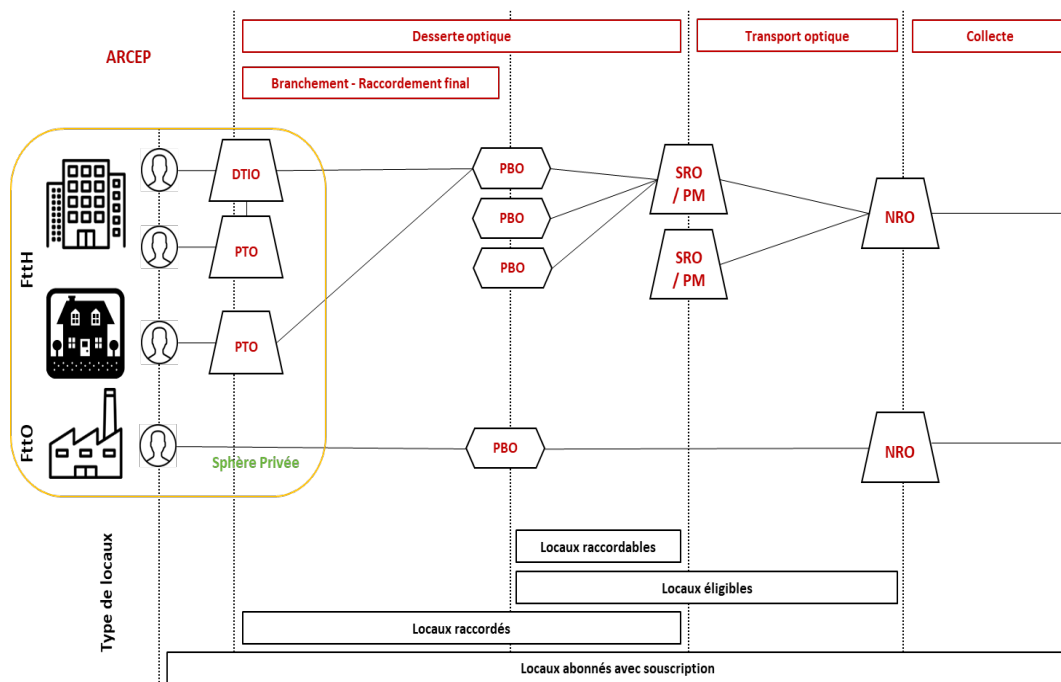 ARCEP
Desserte optique
Transport optique
Collecte
Branchement - Raccordement final
FttH
DTIO
PBO
SRO
/ PM
PTO
PBO
NRO
PBO
SRO
/ PM
PTO
FttO
PBO
NRO
Sphère Privée
Type de locaux
Locaux raccordables
Locaux éligibles
Locaux raccordés
Locaux abonnés avec souscription